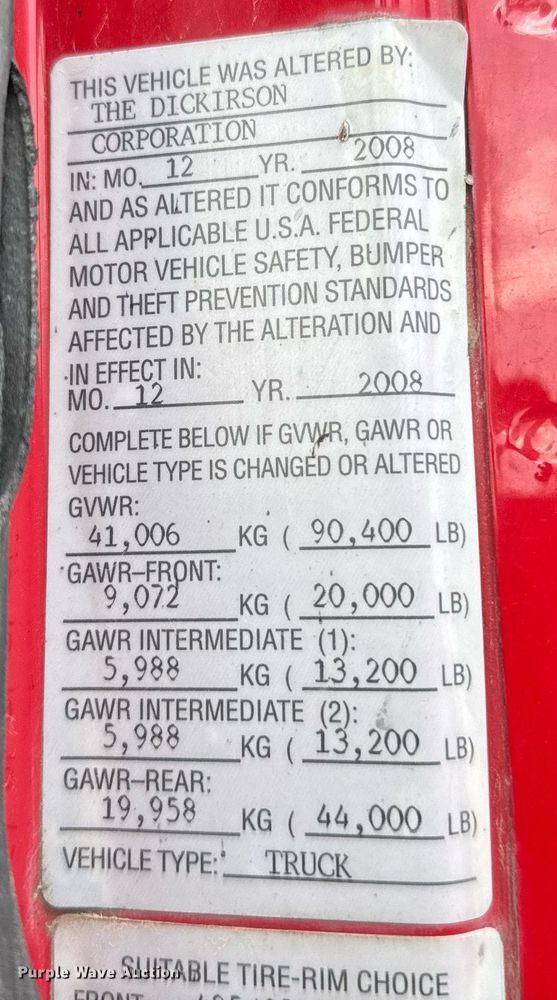 THIS VEHICLE WAS ALTERED BY:
THE DICKIRSON
CORPORATION
IN: MO. 12 YR. 2008
AND AS ALTERED IT CONFORMS TO
ALL APPLICABLE U.S.A. FEDERAL
MOTOR VEHICLE SAFETY, BUMPER
AND THEFT PREVENTION STANDARDS
AFFECTED BY THE ALTERATION AND
IN EFFECT IN:
MO. 12 YR. 2008
COMPLETE BELOW IF GVWR, GAWR OR
VEHICLE TYPE IS CHANGED OR ALTERED
GVWR:
41,006 KG ( 90,400 LB)
GAWR-FRONT:
9,072 KG ( 20,000 LB)
GAWR INTERMEDIATE (1):
5,988 KG ( 13,200 LB)
GAWR INTERMEDIATE (2):
5,988 KG ( 13,200 LB)
GAWR-REAR:
19,958 KG ( 44,000 LB)
VEHICLE TYPE: TRUCK
SUITABLE TIRE-RIM CHOICE
FRONT
Purple Wave Auction